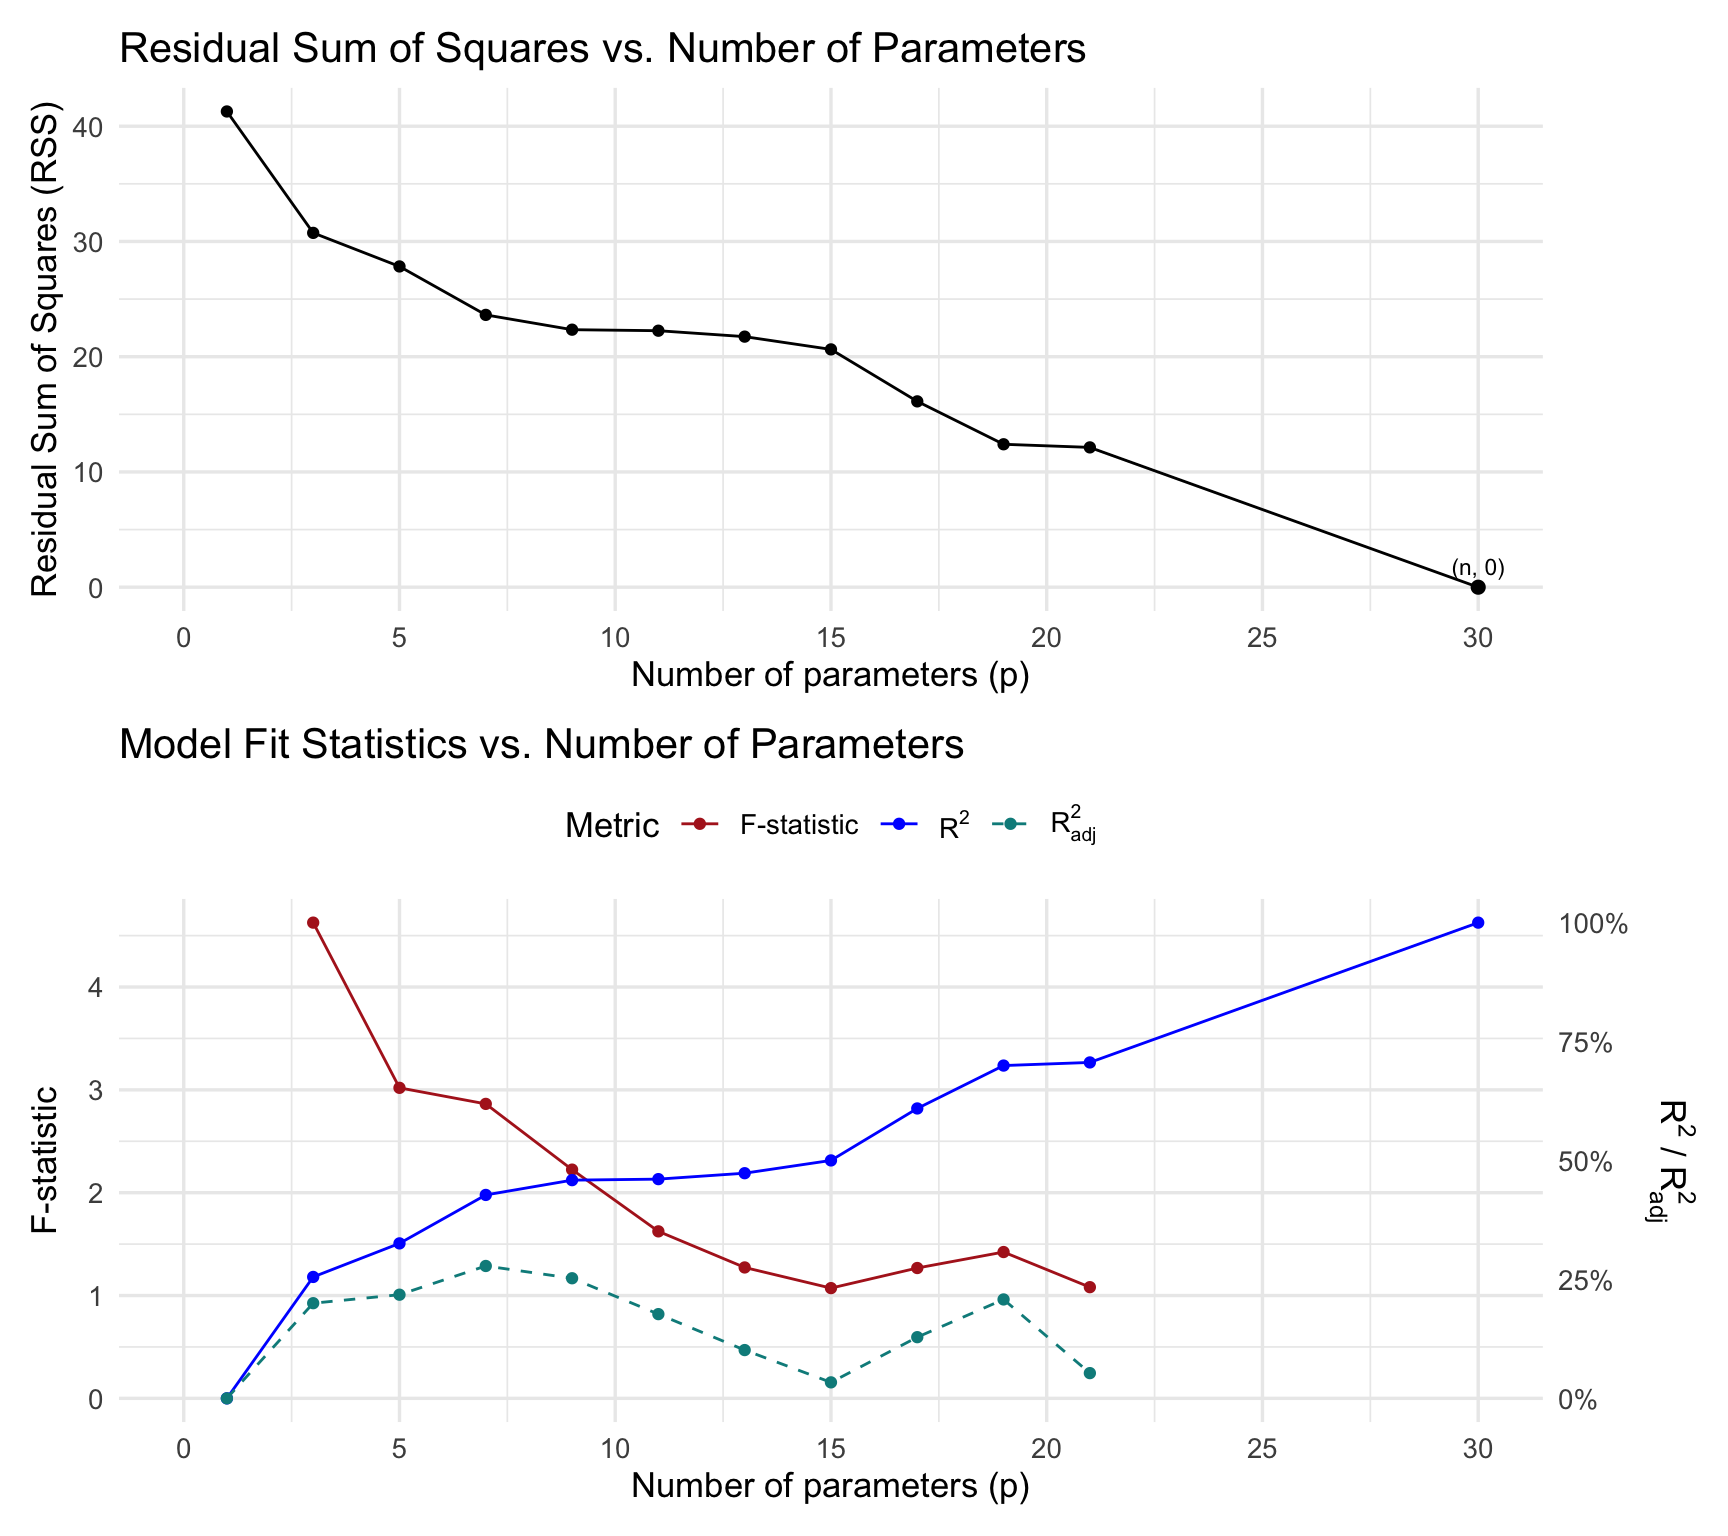 Residual Sum of Squares vs. Number of Parameters
Residual Sum of Squares (RSS)
40
30
20
10
0
(n, 0)
0 5 10 15 20 25 30
Number of parameters (p)
Model Fit Statistics vs. Number of Parameters
Metric F-statistic R² R²adj
F-statistic
4
3
2
1
0
100%
75%
50%
25%
0%
R² / R²adj
0 5 10 15 20 25 30
Number of parameters (p)